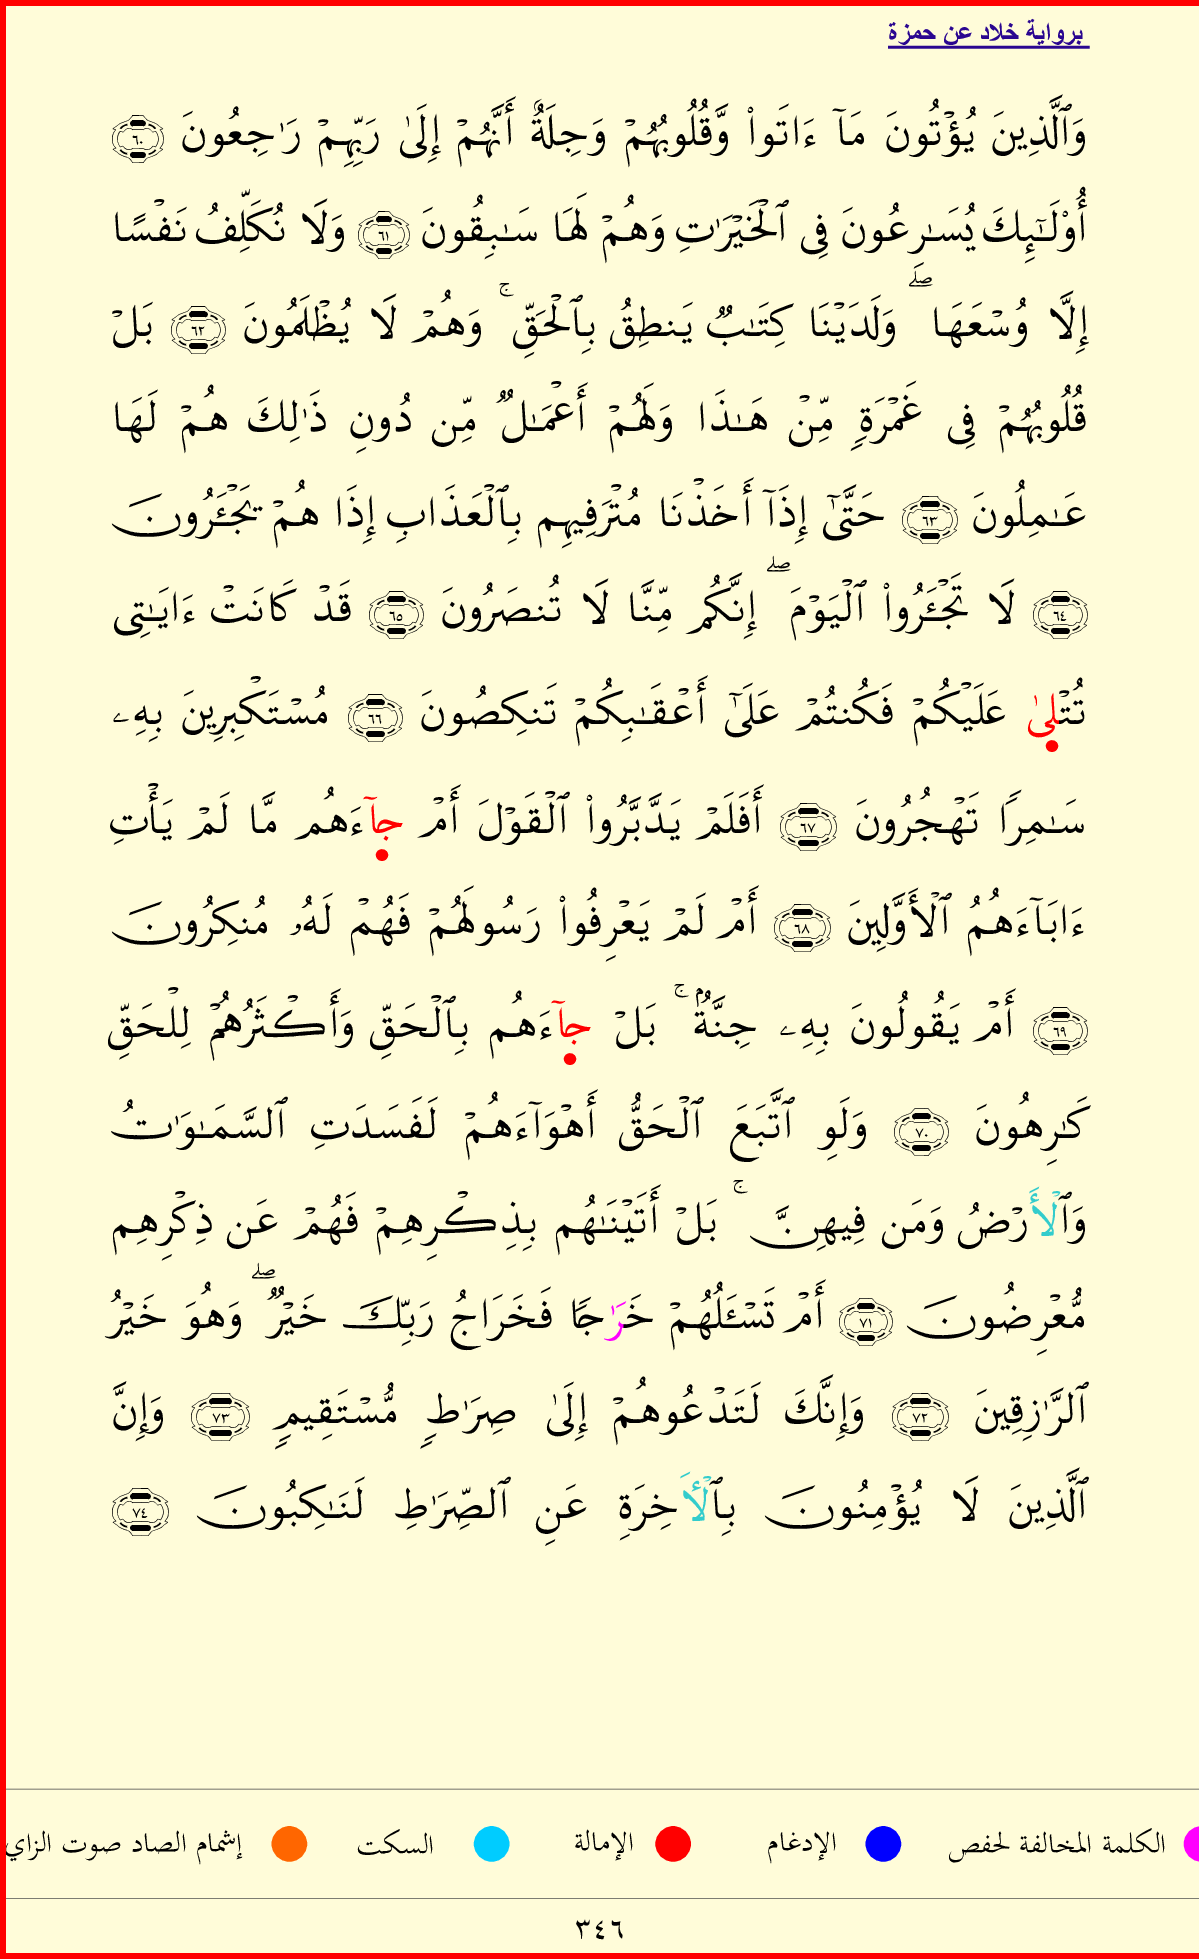 برواية خلاد عن حمزة
وَٱلَّذِينَ يُؤۡتُونَ مَآ ءَاتَواْ وَّقُلُوبُهُمۡ وَجِلَةٌ أَنَّهُمۡ إِلَىٰ رَبِّهِمۡ رَٰجِعُونَ ٦٠
أُوْلَـٰٓئِكَ يُسَـٰرِعُونَ فِى ٱلۡخَيۡرَٰتِ وَهُمۡ لَهَا سَـٰبِقُونَ ٦١ وَلَا نُكَلِّفُ نَفۡسًا
إِلَّا وُسۡعَهَا ۖ وَلَدَيۡنَا كِتَـٰبٌ يَنطِقُ بِٱلۡحَقِّ ۚ وَهُمۡ لَا يُظۡلَمُونَ ٦٢ بَلۡ
قُلُوبُهُمۡ فِى غَمۡرَةٍ مِّنۡ هَـٰذَا وَلَهُمۡ أَعۡمَـٰلٌ مِّن دُونِ ذَٰلِكَ هُمۡ لَهَا
عَـٰمِلُونَ ٦٣ حَتَّىٰٓ إِذَآ أَخَذۡنَا مُتۡرَفِيهِم بِٱلۡعَذَابِ إِذَا هُمۡ يَجۡـَٔرُونَ
٦٤ لَا تَجۡـَٔرُواْ ٱلۡيَوۡمَ ۖ إِنَّكُم مِّنَّا لَا تُنصَرُونَ ٦٥ قَدۡ كَانَتۡ ءَايَـٰتِى
تُتۡلىٰ عَلَيۡكُمۡ فَكُنتُمۡ عَلَىٰٓ أَعۡقَـٰبِكُمۡ تَنكِصُونَ ٦٦ مُسۡتَكۡبِرِينَ بِهِۦ
سَـٰمِرًا تَهۡجُرُونَ ٦٧ أَفَلَمۡ يَدَّبَّرُواْ ٱلۡقَوۡلَ أَمۡ جآءَهُم مَّا لَمۡ يَأۡتِ
ءَابَآءَهُمُ ٱلۡأَوَّلِينَ ٦٨ أَمۡ لَمۡ يَعۡرِفُواْ رَسُولَهُمۡ فَهُمۡ لَهُۥ مُنكِرُونَ
٦٩ أَمۡ يَقُولُونَ بِهِۦ جِنَّةٌۢ ۚ بَلۡ جآءَهُم بِٱلۡحَقِّ وَأَكۡثَرُهُمۡ لِلۡحَقِّ
كَـٰرِهُونَ ٧٠ وَلَوِ ٱتَّبَعَ ٱلۡحَقُّ أَهۡوَآءَهُمۡ لَفَسَدَتِ ٱلسَّمَـٰوَٰتُ
وَٱلۡأَرۡضُ وَمَن فِيهِنَّ ۚ بَلۡ أَتَيۡنَـٰهُم بِذِكۡرِهِمۡ فَهُمۡ عَن ذِكۡرِهِم
مُّعۡرِضُونَ ٧١ أَمۡ تَسۡـَٔلُهُمۡ خَرَٰجًا فَخَرَاجُ رَبِّكَ خَيۡرٌ ۖ وَهُوَ خَيۡرُ
ٱلرَّٰزِقِينَ ٧٢ وَإِنَّكَ لَتَدۡعُوهُمۡ إِلَىٰ صِرَٰطٍ مُّسۡتَقِيمٍ ٧٣ وَإِنَّ
ٱلَّذِينَ لَا يُؤۡمِنُونَ بِٱلۡأَخِرَةِ عَنِ ٱلصِّرَٰطِ لَنَـٰكِبُونَ ٧٤
الكلمة المخالفة لحفص الإدغام الإمالة السكت إشمام الصاد صوت الزاي
٣٤٦